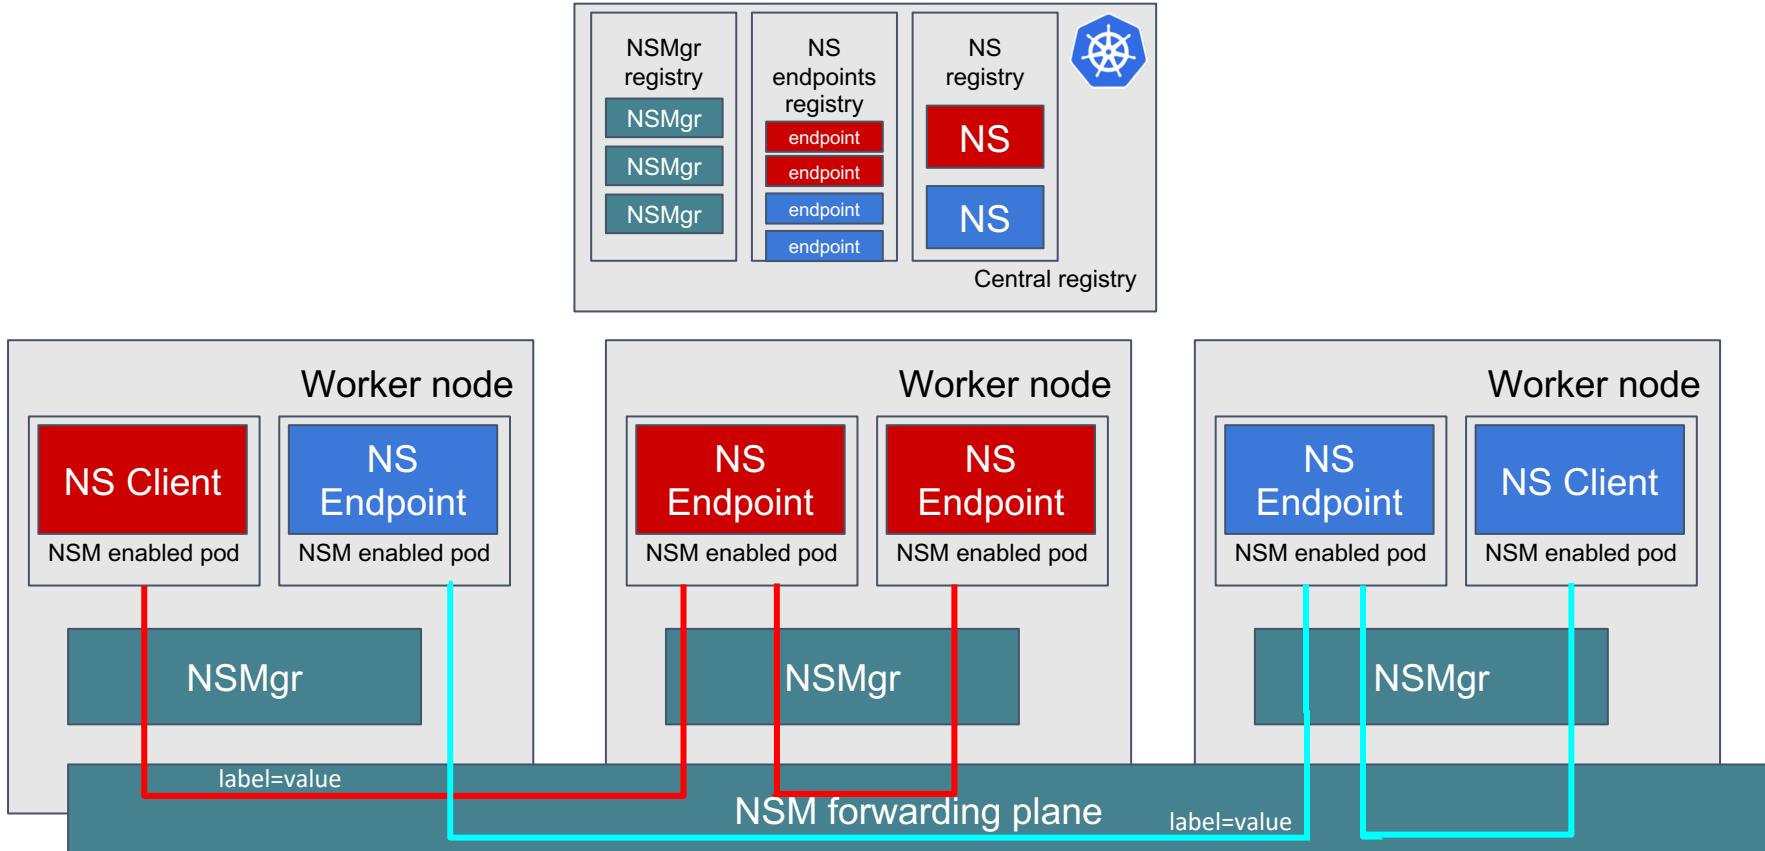 NSMgr
registry
NSMgr
NSMgr
NSMgr
NS
endpoints
registry
endpoint
endpoint
endpoint
endpoint
NS
registry
NS
NS
Central registry
Worker node
NS Client
NSM enabled pod
NS
Endpoint
NSM enabled pod
NSMgr
Worker node
NS
Endpoint
NSM enabled pod
NS
Endpoint
NSM enabled pod
NSMgr
Worker node
NS
Endpoint
NSM enabled pod
NS Client
NSM enabled pod
NSMgr
label=value
NSM forwarding plane
label=value